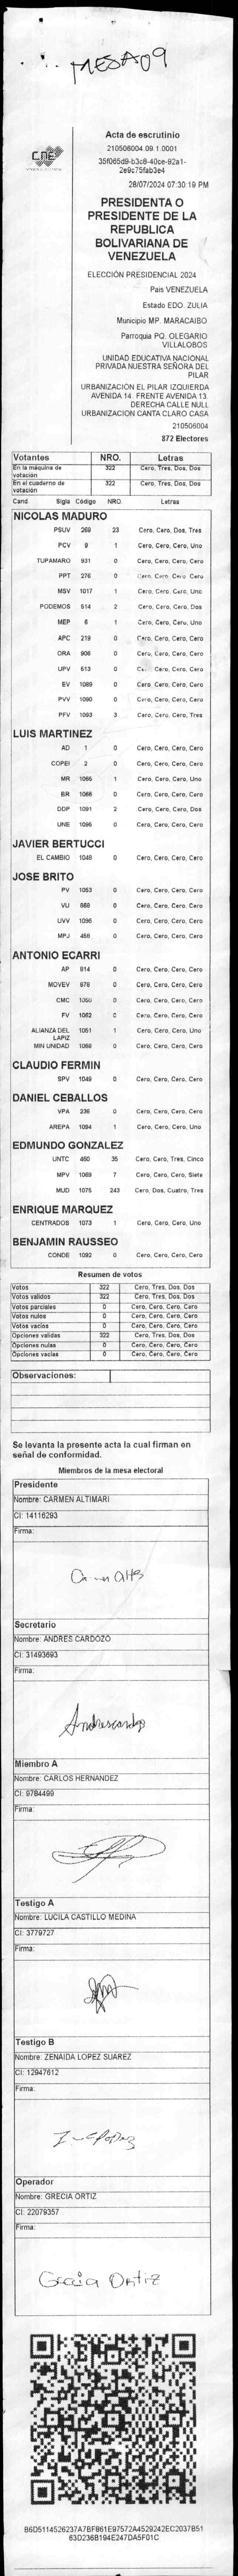 MESA 09
CNE
Acta de escrutinio
210506004.09.1.0001
35f065d9-b3c8-40ce-92a1-
2e9c75fab3e4
28/07/2024 07:30:19 PM
PRESIDENTA O
PRESIDENTE DE LA
REPUBLICA
BOLIVARIANA DE
VENEZUELA
ELECCIÓN PRESIDENCIAL 2024
Pais VENEZUELA
Estado EDO. ZULIA
Municipio MP. MARACAIBO
Parroquia PQ. OLEGARIO
VILLALOBOS
UNIDAD EDUCATIVA NACIONAL
PRIVADA NUESTRA SEÑORA DEL
PILAR
URBANIZACIÓN EL PILAR IZQUIERDA
AVENIDA 14. FRENTE AVENIDA 13.
DERECHA CALLE NULL
URBANIZACION CANTA CLARO CASA
210506004
872 Electores
Votantes NRO. Letras
En la máquina de votación 322 Cero, Tres, Dos, Dos
En el cuaderno de votación 322 Cero, Tres, Dos, Dos
Cand. Sigla Código NRO. Letras
NICOLAS MADURO
PSUV 269 23 Cero, Cero, Dos, Tres
PCV 9 1 Cero, Cero, Cero, Uno
TUPAMARO 931 0 Cero, Cero, Cero, Cero
PPT 276 0 Cero, Cero, Cero, Cero
MSV 1017 1 Cero, Cero, Cero, Uno
PODEMOS 514 2 Cero, Cero, Cero, Dos
MEP 6 1 Cero, Cero, Cero, Uno
APC 219 0 Cero, Cero, Cero, Cero
ORA 906 0 Cero, Cero, Cero, Cero
UPV 513 0 Cero, Cero, Cero, Cero
EV 1089 0 Cero, Cero, Cero, Cero
PVV 1090 0 Cero, Cero, Cero, Cero
PFV 1093 3 Cero, Cero, Cero, Tres
LUIS MARTINEZ
AD 1 0 Cero, Cero, Cero, Cero
COPEI 2 0 Cero, Cero, Cero, Cero
MR 1065 1 Cero, Cero, Cero, Uno
BR 1066 0 Cero, Cero, Cero, Cero
DDP 1091 2 Cero, Cero, Cero, Dos
UNE 1095 0 Cero, Cero, Cero, Cero
JAVIER BERTUCCI
EL CAMBIO 1048 0 Cero, Cero, Cero, Cero
JOSE BRITO
PV 1053 0 Cero, Cero, Cero, Cero
VU 868 0 Cero, Cero, Cero, Cero
UVV 1096 0 Cero, Cero, Cero, Cero
MPJ 458 0 Cero, Cero, Cero, Cero
ANTONIO ECARRI
AP 814 0 Cero, Cero, Cero, Cero
MOVEV 978 0 Cero, Cero, Cero, Cero
CMC 1050 0 Cero, Cero, Cero, Cero
FV 1062 0 Cero, Cero, Cero, Cero
ALIANZA DEL LAPIZ 1051 1 Cero, Cero, Cero, Uno
MIN UNIDAD 1068 0 Cero, Cero, Cero, Cero
CLAUDIO FERMIN
SPV 1049 0 Cero, Cero, Cero, Cero
DANIEL CEBALLOS
VPA 236 0 Cero, Cero, Cero, Cero
AREPA 1094 1 Cero, Cero, Cero, Uno
EDMUNDO GONZALEZ
UNTC 460 35 Cero, Cero, Tres, Cinco
MPV 1069 7 Cero, Cero, Cero, Siete
MUD 1075 243 Cero, Dos, Cuatro, Tres
ENRIQUE MARQUEZ
CENTRADOS 1073 1 Cero, Cero, Cero, Uno
BENJAMIN RAUSSEO
CONDE 1092 0 Cero, Cero, Cero, Cero
Resumen de votos
Votos 322 Cero, Tres, Dos, Dos
Votos validos 322 Cero, Tres, Dos, Dos
Votos parciales 0 Cero, Cero, Cero, Cero
Votos nulos 0 Cero, Cero, Cero, Cero
Votos vacíos 0 Cero, Cero, Cero, Cero
Opciones validas 322 Cero, Tres, Dos, Dos
Opciones nulas 0 Cero, Cero, Cero, Cero
Opciones vacías 0 Cero, Cero, Cero, Cero
Observaciones:
Se levanta la presente acta la cual firman en
señal de conformidad.
Miembros de la mesa electoral
Presidente
Nombre: CARMEN ALTIMARI
CI: 14116293
Firma:
Secretario
Nombre: ANDRES CARDOZO
CI: 31493693
Firma:
Andrescardozo
Miembro A
Nombre: CARLOS HERNANDEZ
CI: 9784499
Firma:
Testigo A
Nombre: LUCILA CASTILLO MEDINA
CI: 3779727
Firma:
Testigo B
Nombre: ZENAIDA LOPEZ SUAREZ
CI: 12947612
Firma:
Operador
Nombre: GRECIA ORTIZ
CI: 22079357
Firma:
Grecia Ortiz
B6D5114526237A7BFB61E97572A4529242EC2037B51
63D236B194E247DA5F01C